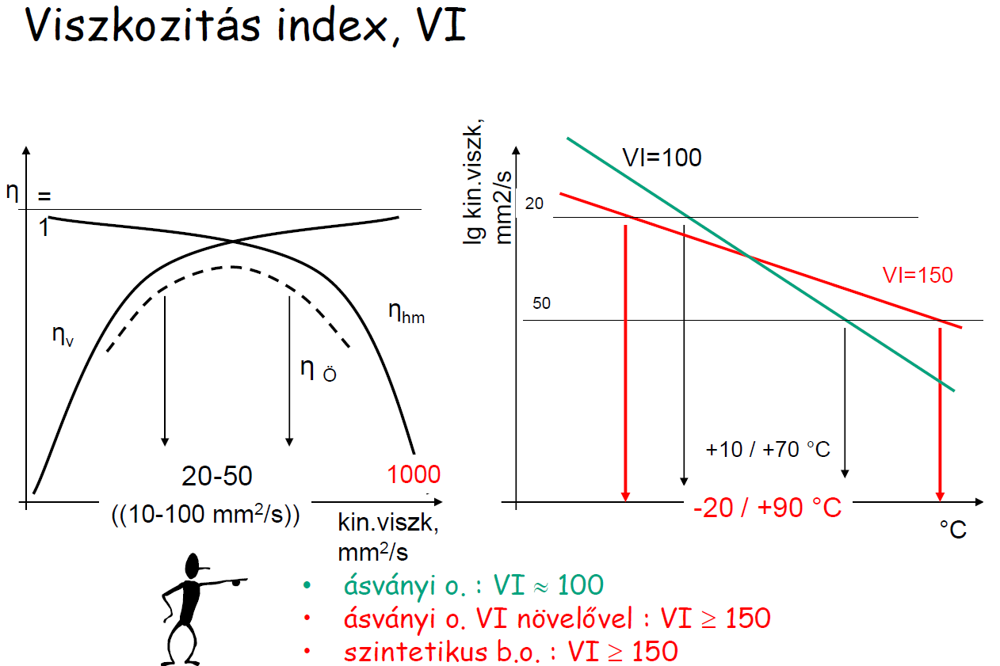 Viszkozitás index, VI
η
=
1
ηv
ηhm
η Ö
20-50
1000
((10-100 mm²/s))
kin.viszk,
mm²/s
lg kin.viszk,
mm2/s
VI=100
20
VI=150
50
+10 / +70 °C
-20 / +90 °C
°C
• ásványi o. : VI ≈ 100
• ásványi o. VI növelővel : VI ≥ 150
• szintetikus b.o. : VI ≥ 150